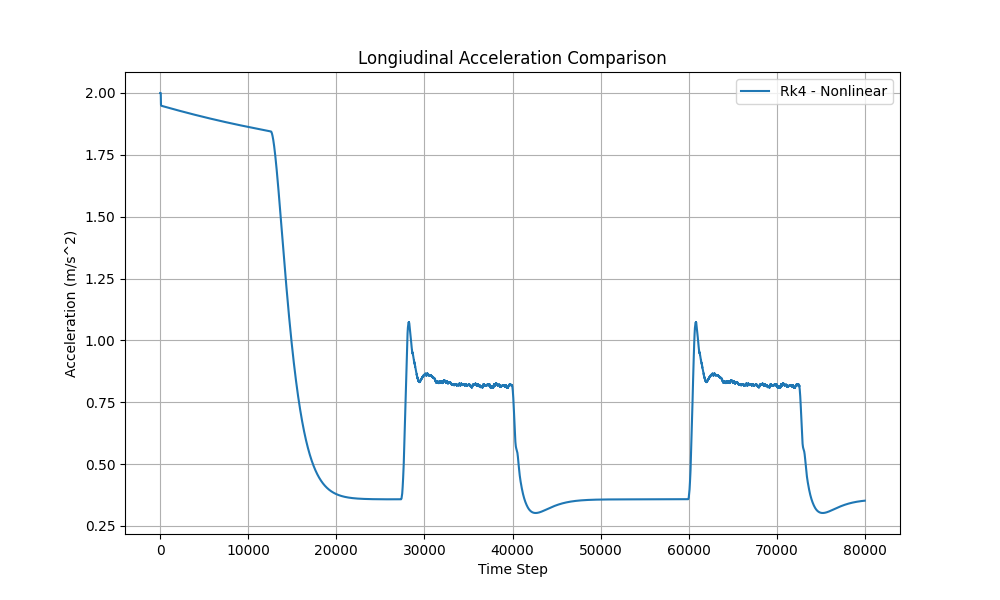 Longiudinal Acceleration Comparison
Rk4 - Nonlinear
2.00
1.75
1.50
1.25
1.00
0.75
0.50
0.25
Acceleration (m/s^2)
0 10000 20000 30000 40000 50000 60000 70000 80000
Time Step